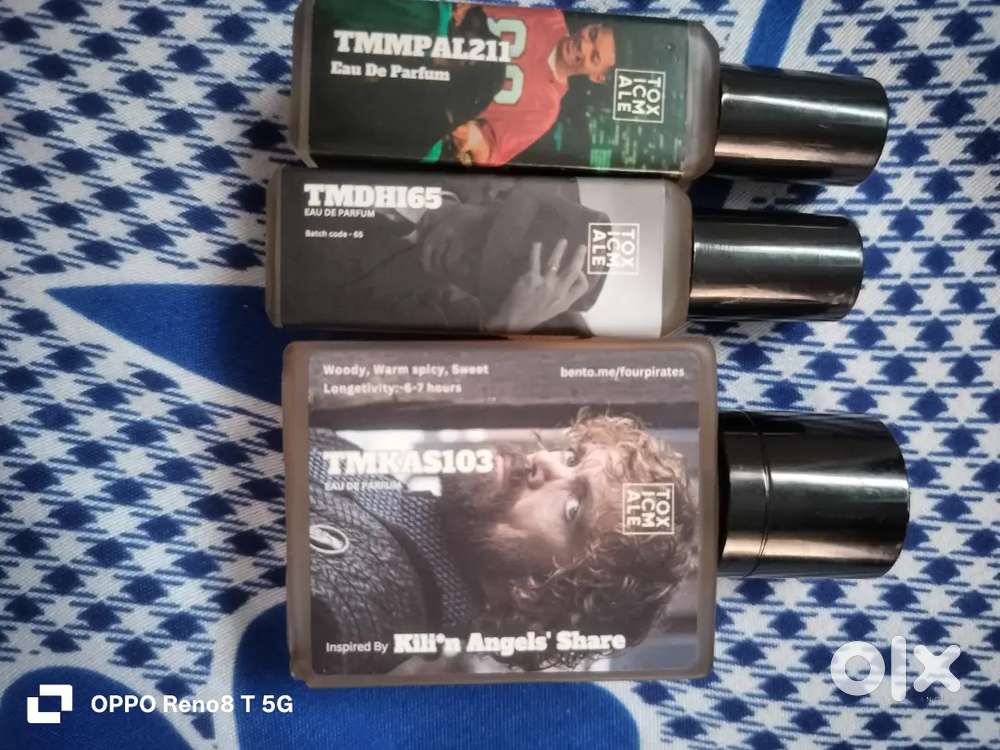 TMMPAL211
Eau De Parfum
TOX
ICM
ALE
TMDHI65
EAU DE PARFUM
Batch code - 65
TOX
ICM
ALE
Woody, Warm spicy, Sweet
Longetivity:-6-7 hours
bento.me/fourpirates
TMKAS103
EAU DE PARFUM
TOX
ICM
ALE
Inspired By Kili*n Angels' Share
OPPO Reno8 T 5G
olx